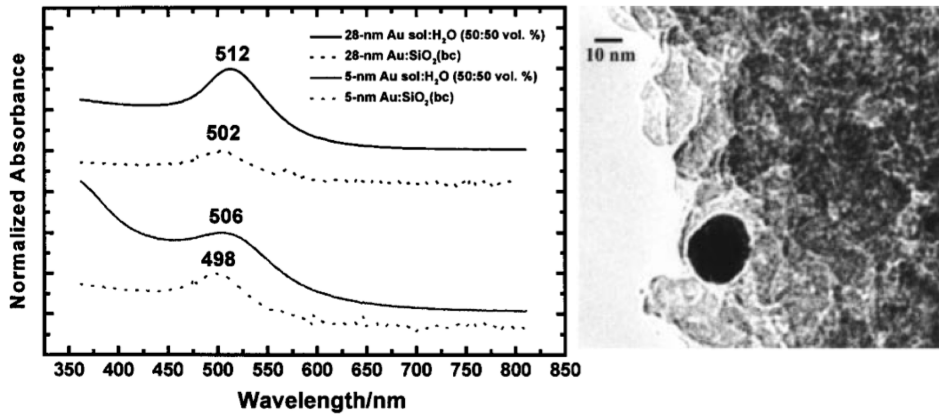 28-nm Au sol:H₂O (50:50 vol. %)
28-nm Au:SiO₂(bc)
5-nm Au sol:H₂O (50:50 vol. %)
5-nm Au:SiO₂(bc)
512
502
506
498
Normalized Absorbance
350 400 450 500 550 600 650 700 750 800 850
Wavelength/nm
10 nm